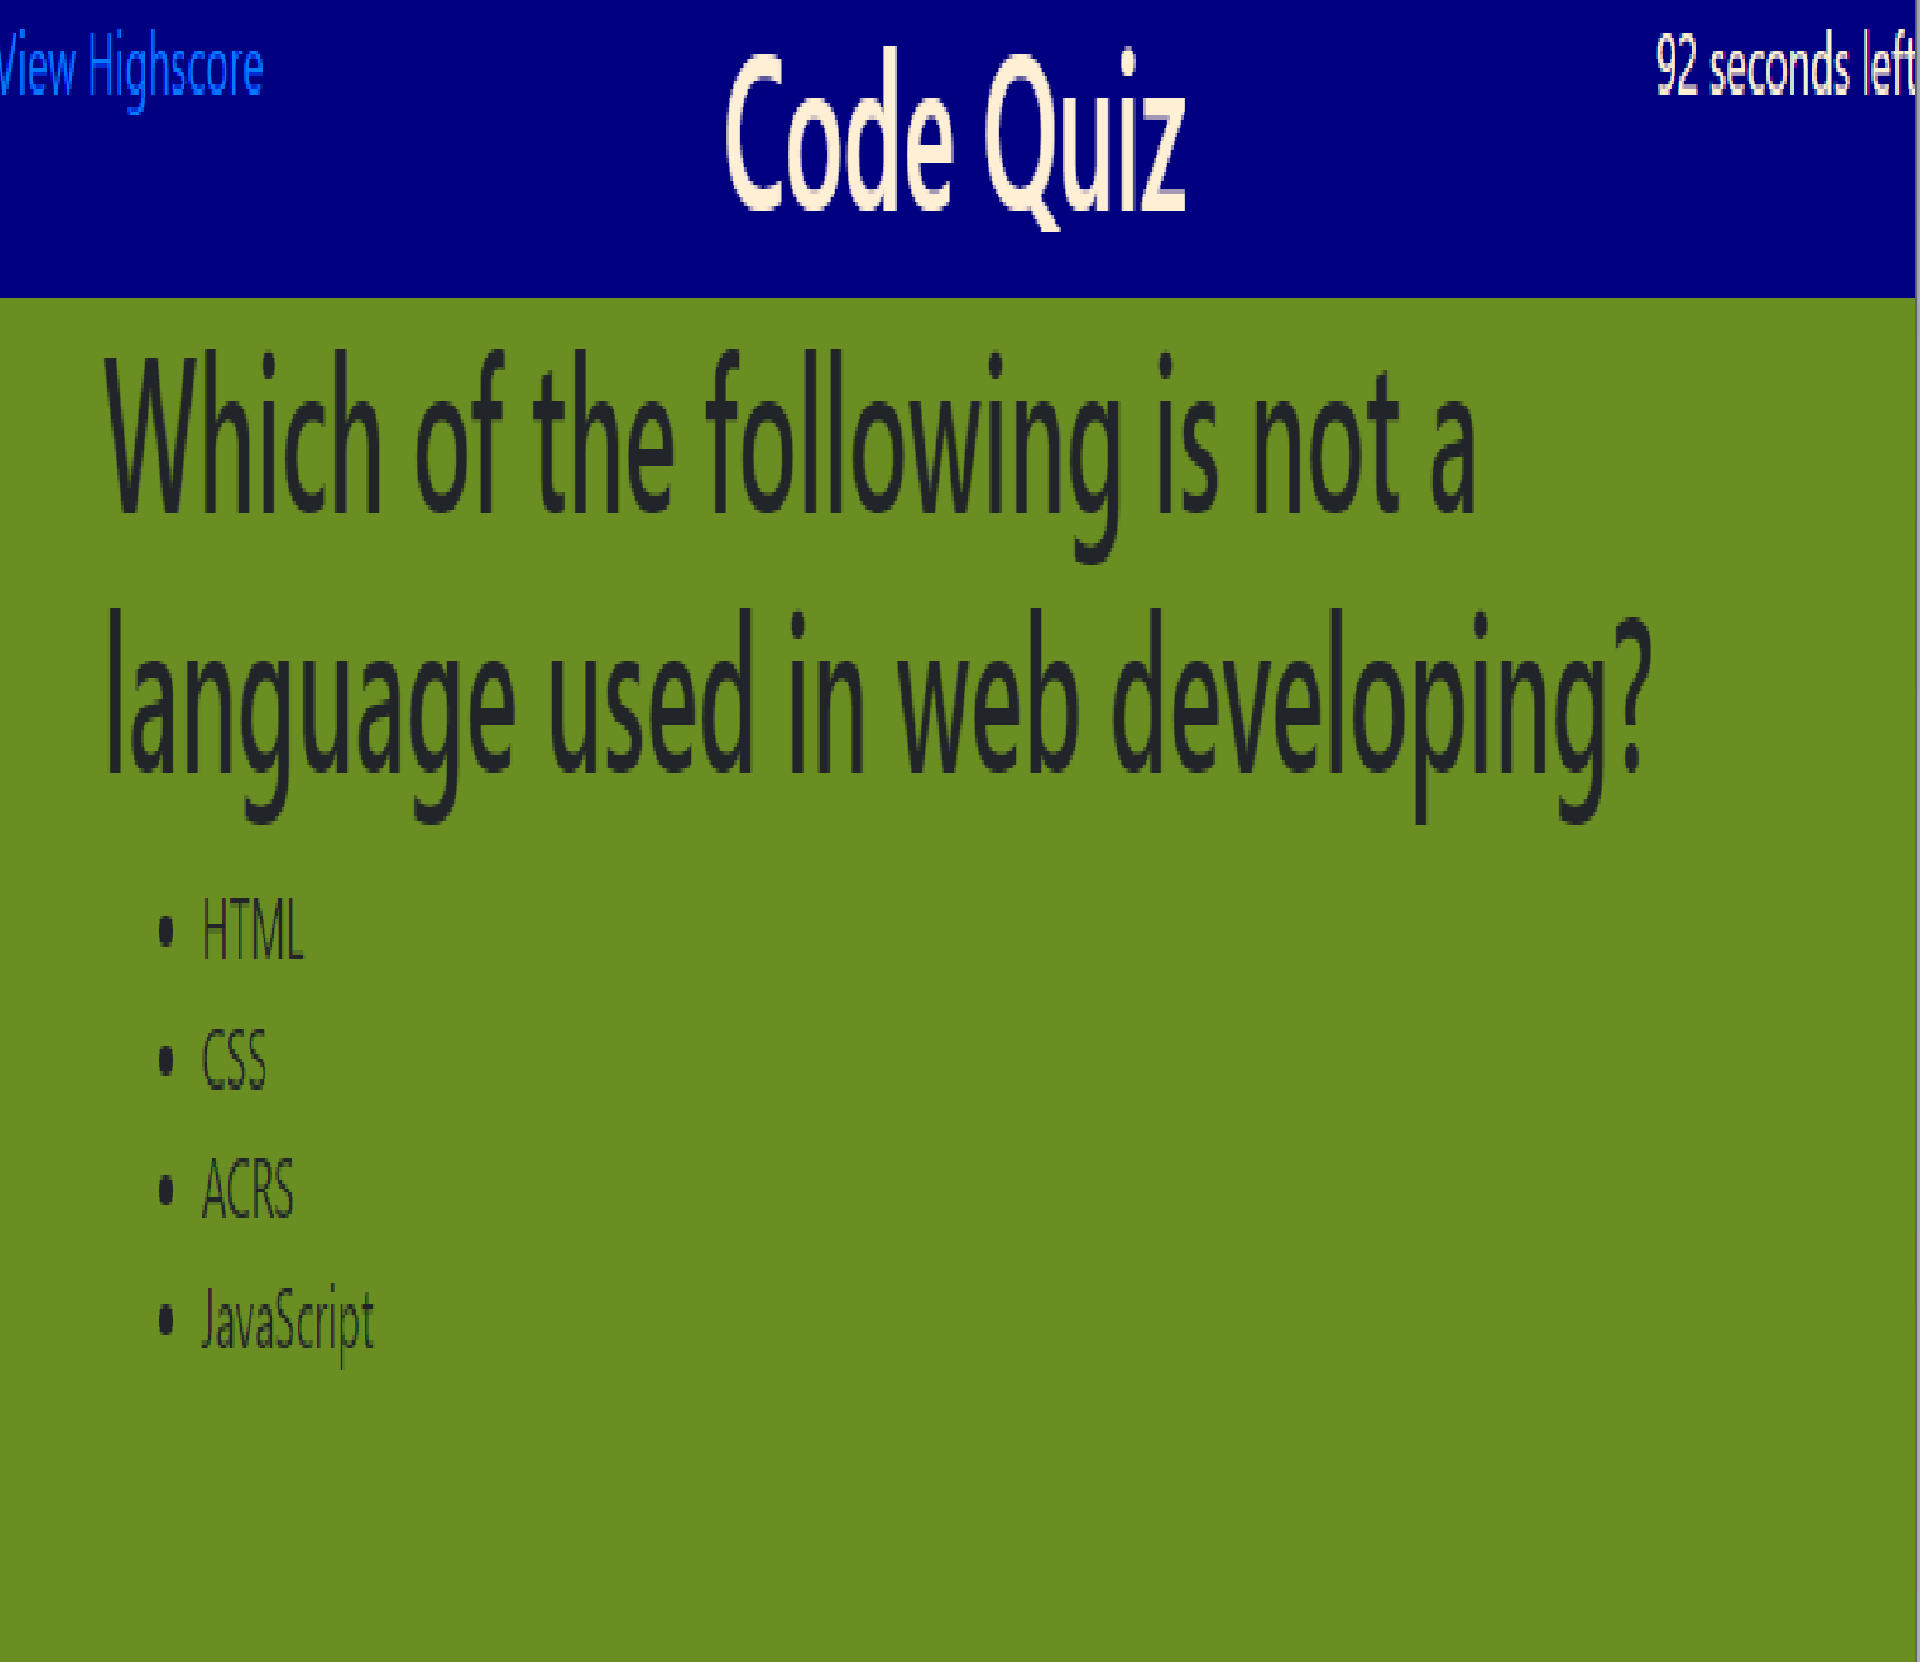 View Highscore
Code Quiz
92 seconds left
Which of the following is not a
language used in web developing?
HTML
CSS
ACRS
JavaScript